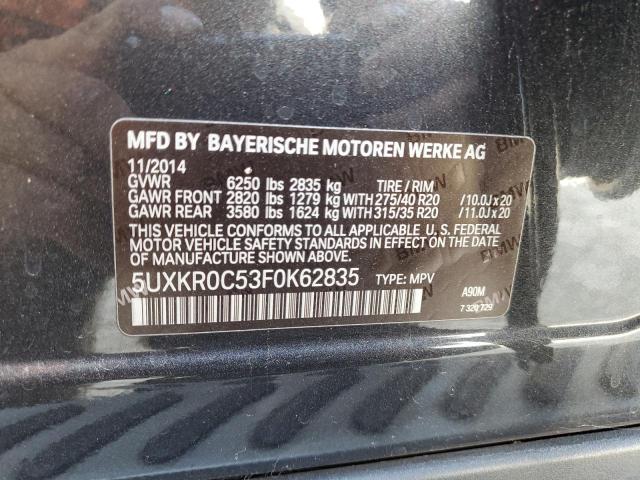 MFD BY BAYERISCHE MOTOREN WERKE AG
11/2014
GVWR 6250 lbs 2835 kg TIRE / RIM
GAWR FRONT 2820 lbs 1279 kg WITH 275/40 R20 /10.0J x 20
GAWR REAR 3580 lbs 1624 kg WITH 315/35 R20 /11.0J x 20
THIS VEHICLE CONFORMS TO ALL APPLICABLE U.S. FEDERAL
MOTOR VEHICLE SAFETY STANDARDS IN EFFECT ON THE DATE
OF MANUFACTURE SHOWN ABOVE.
5UXKR0C53F0K62835 TYPE: MPV
A90M
7 320 729